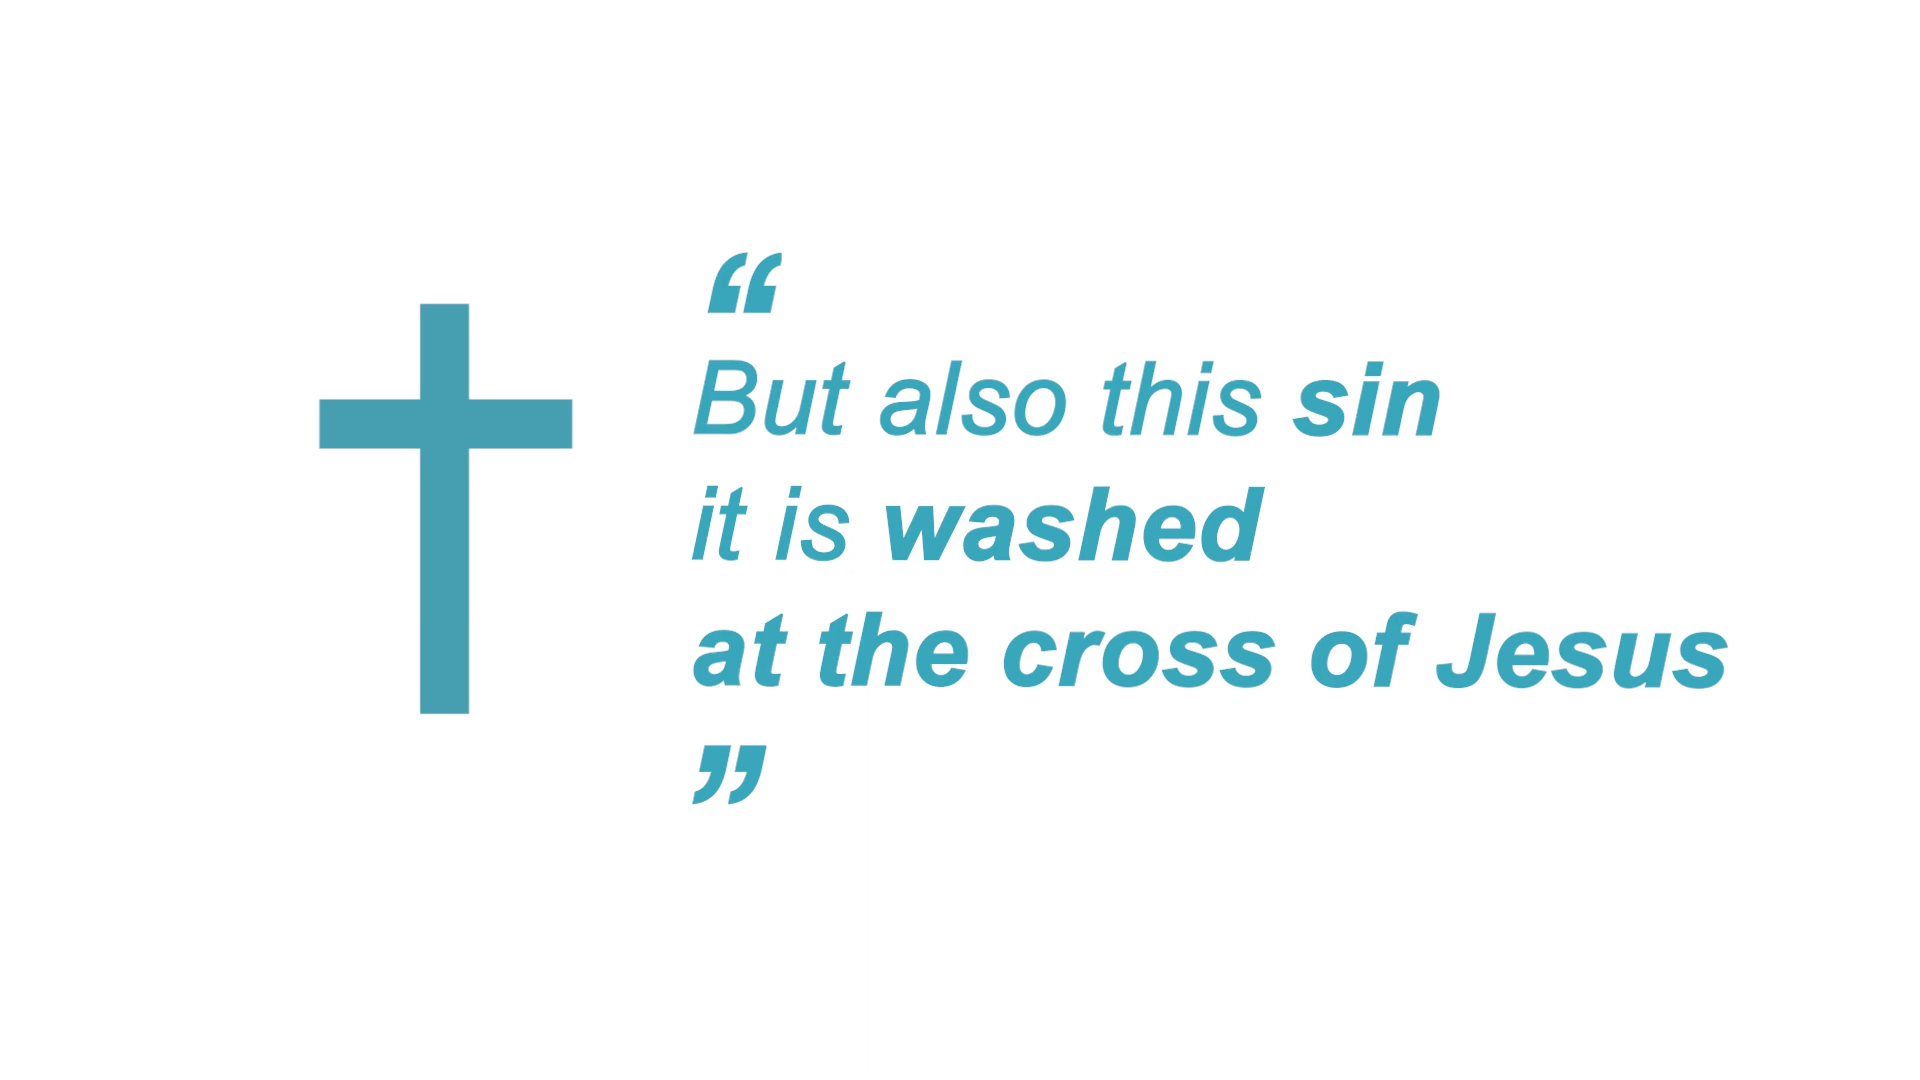 “
But also this sin
it is washed
at the cross of Jesus
”